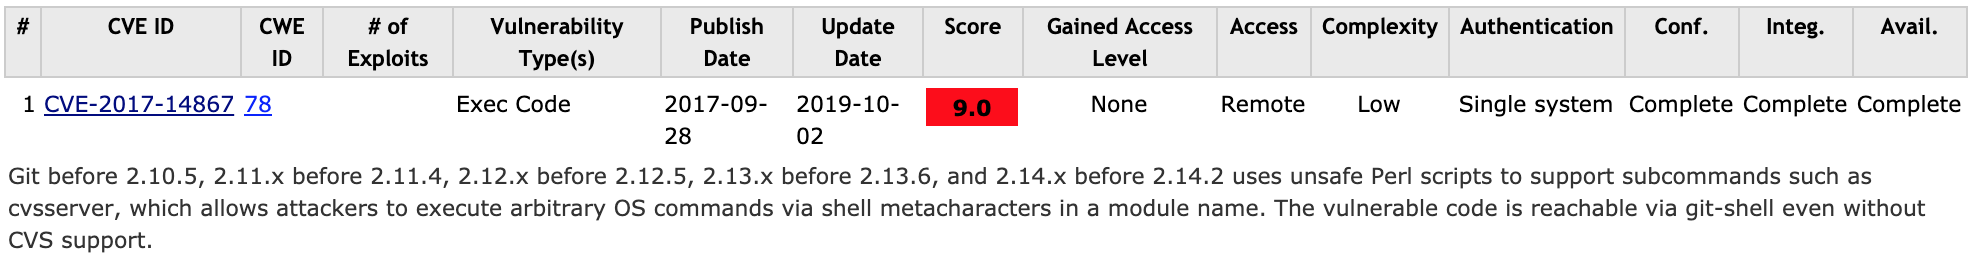 # CVE ID CWE ID # of Exploits Vulnerability Type(s) Publish Date Update Date Score Gained Access Level Access Complexity Authentication Conf. Integ. Avail.
1 CVE-2017-14867 78 Exec Code 2017-09-28 2019-10-02 9.0 None Remote Low Single system Complete Complete Complete
Git before 2.10.5, 2.11.x before 2.11.4, 2.12.x before 2.12.5, 2.13.x before 2.13.6, and 2.14.x before 2.14.2 uses unsafe Perl scripts to support subcommands such as
cvsserver, which allows attackers to execute arbitrary OS commands via shell metacharacters in a module name. The vulnerable code is reachable via git-shell even without
CVS support.